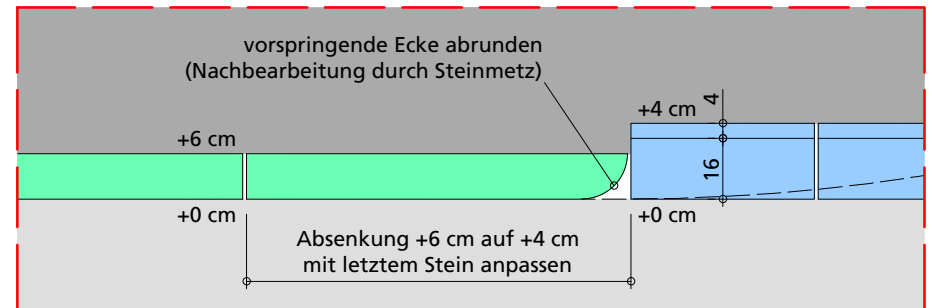 vorspringende Ecke abrunden
(Nachbearbeitung durch Steinmetz)
+6 cm
+4 cm
4
16
+0 cm
+0 cm
Absenkung +6 cm auf +4 cm
mit letztem Stein anpassen